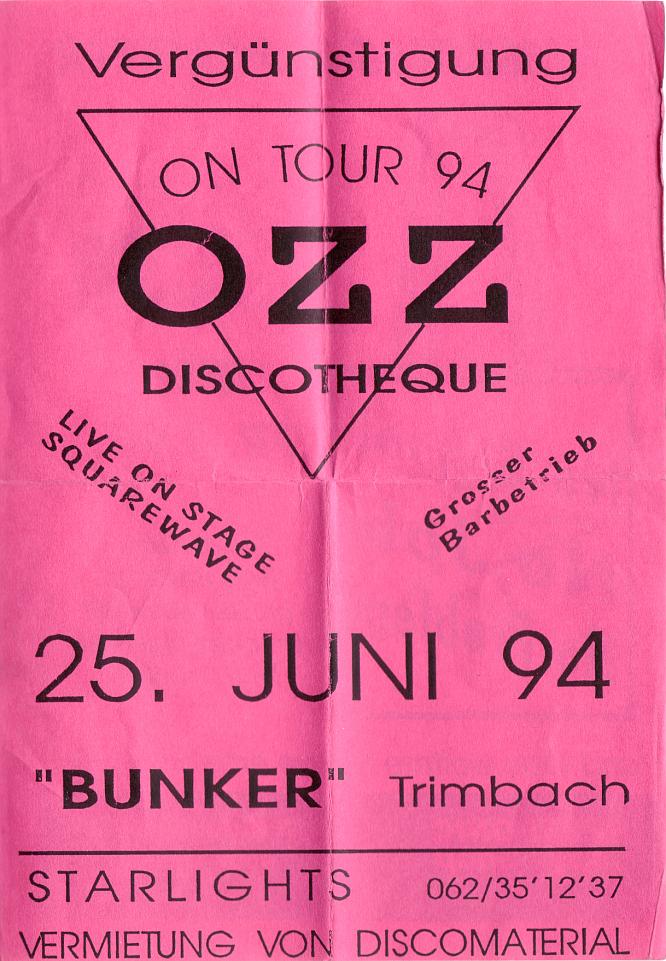 Vergünstigung
ON TOUR 94
OZZ
DISCOTHEQUE
LIVE ON STAGE
SQUAREWAVE
Grosser
Barbetrieb
25. JUNI 94
"BUNKER" Trimbach
STARLIGHTS 062/35'12'37
VERMIETUNG VON DISCOMATERIAL